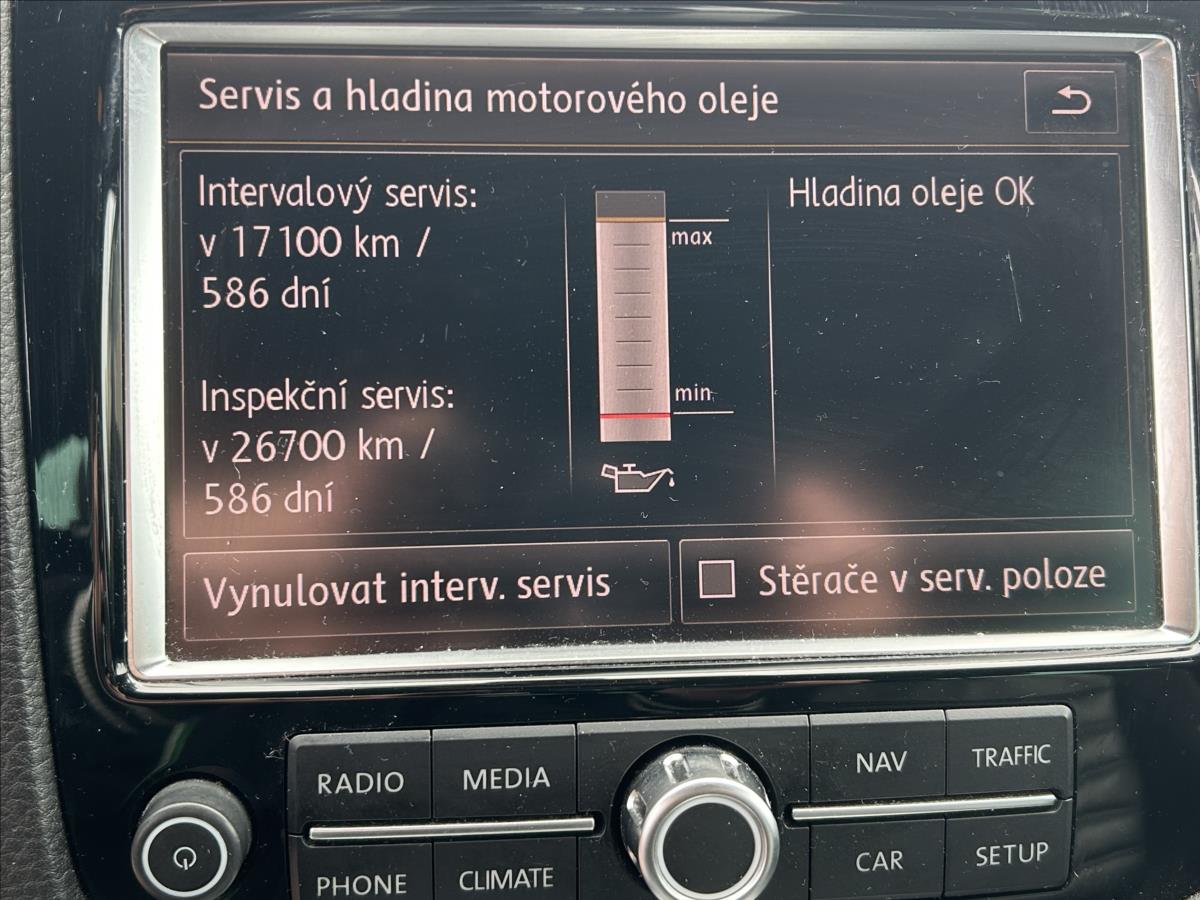 Servis a hladina motorového oleje
Intervalový servis:
v 17100 km /
586 dní
Inspekční servis:
v 26700 km /
586 dní
max
min
Hladina oleje OK
Vynulovat interv. servis
Stěrače v serv. poloze
RADIO
MEDIA
NAV
TRAFFIC
PHONE
CLIMATE
CAR
SETUP